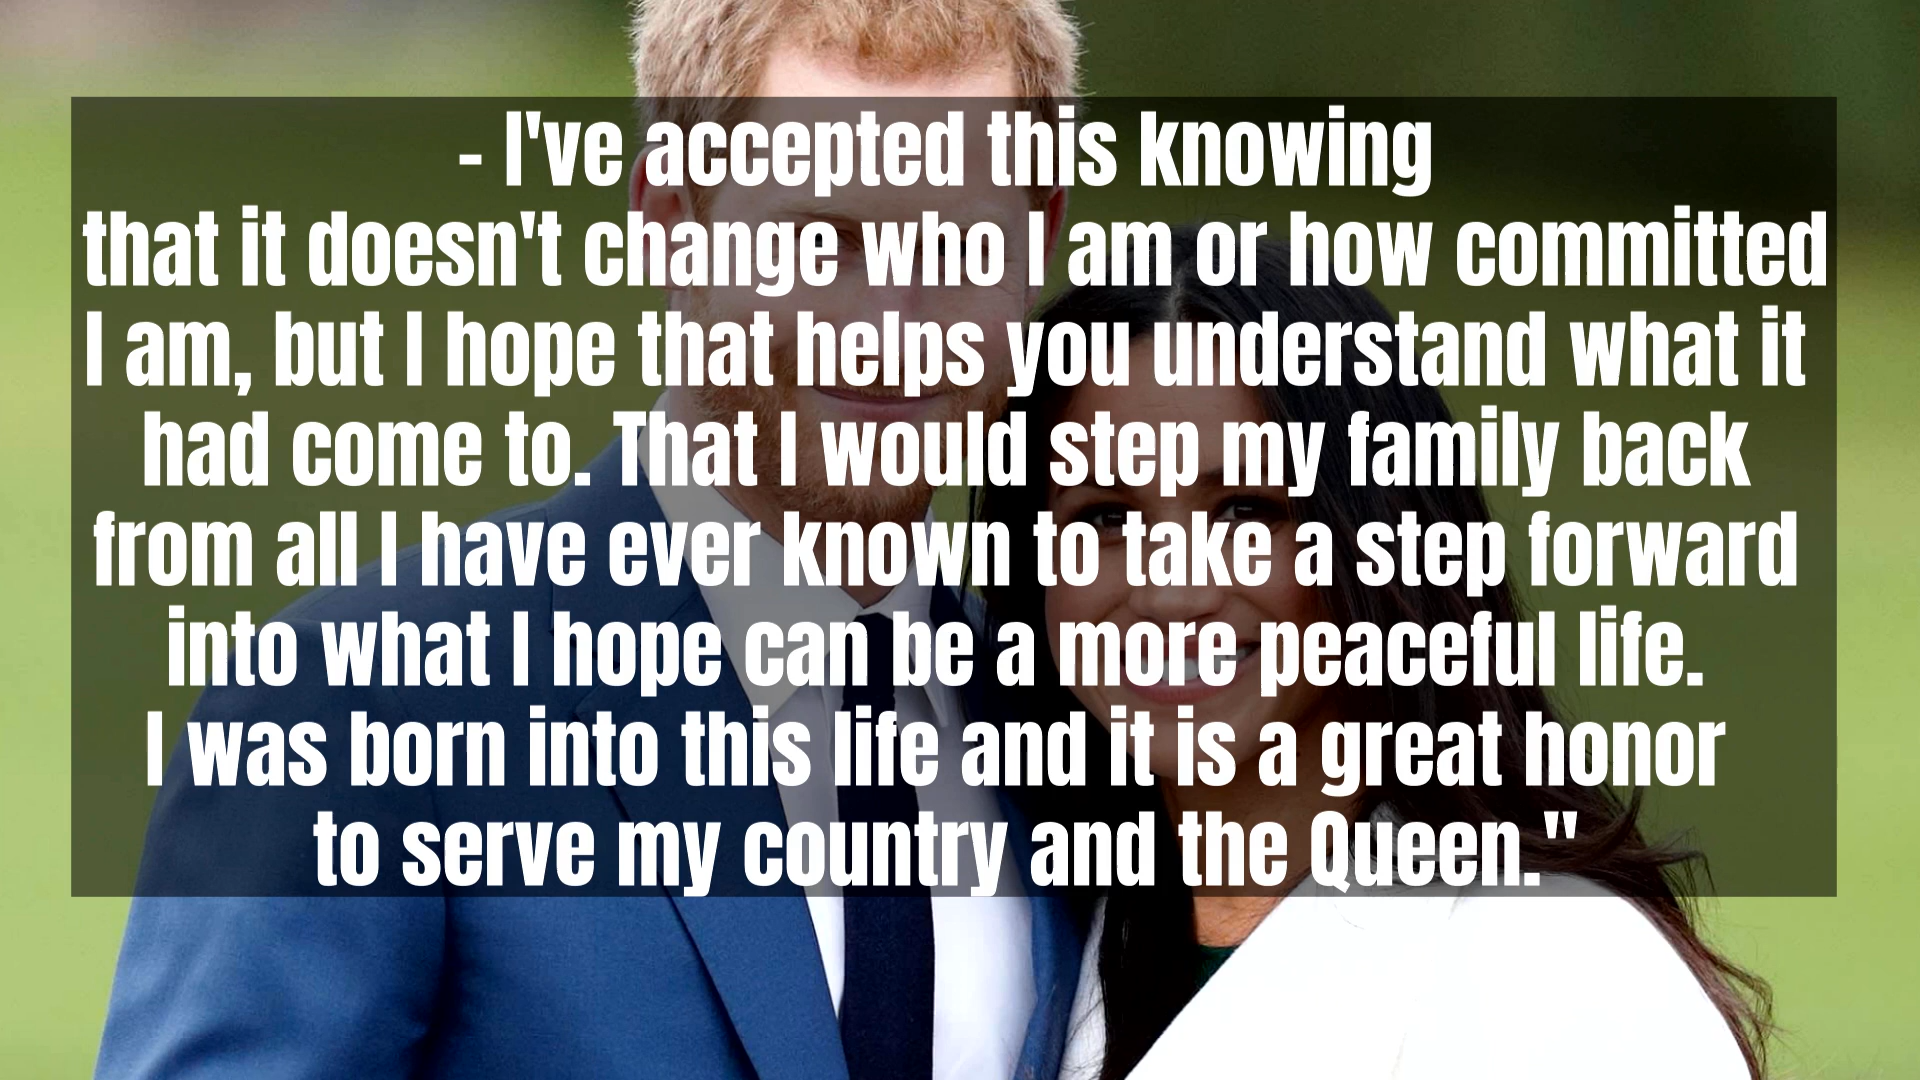 - I've accepted this knowing
that it doesn't change who I am or how committed
I am, but I hope that helps you understand what it
had come to. That I would step my family back
from all I have ever known to take a step forward
into what I hope can be a more peaceful life.
I was born into this life and it is a great honor
to serve my country and the Queen."